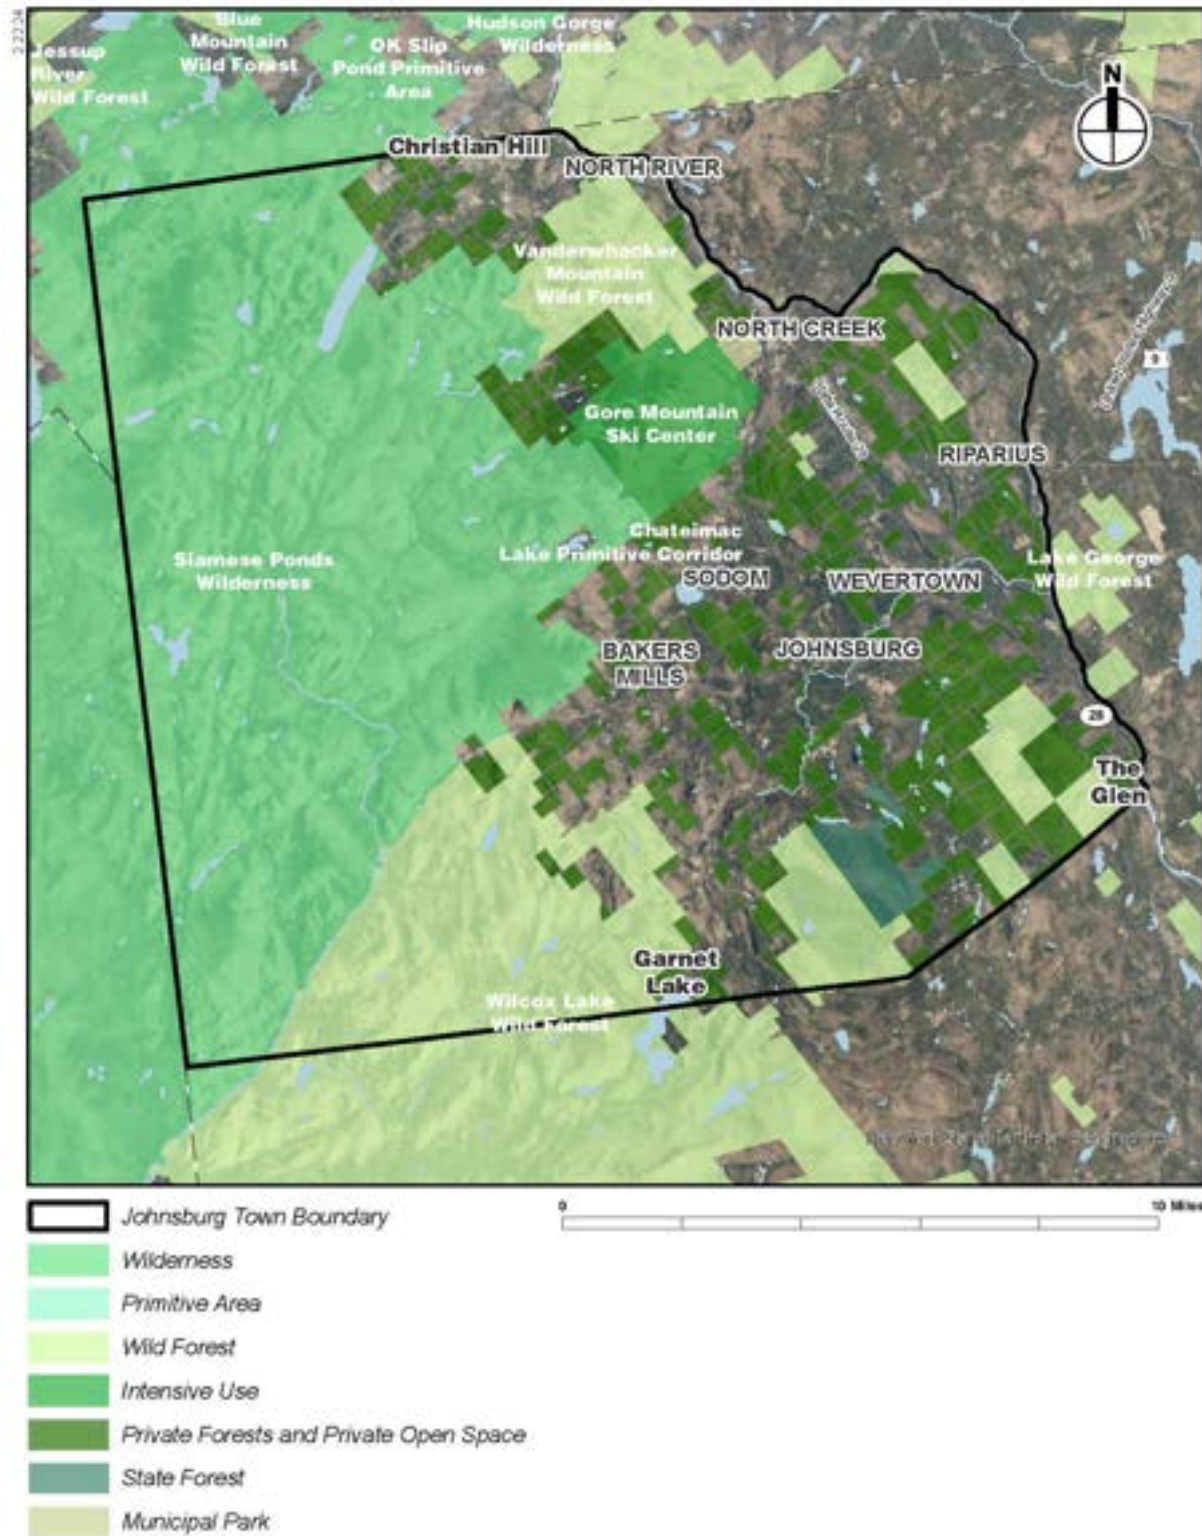 Jessup
River
Wild Forest
Blue
Mountain
Wild Forest
OK Slip
Pond Primitive
Area
Hudson Gorge
Wilderness
N
Christian Hill
NORTH RIVER
Vanderwhacker
Mountain
Wild Forest
NORTH CREEK
9
Gore Mountain
Ski Center
RIPARIUS
Chateimac
Lake Primitive Corridor
Siamese Ponds
Wilderness
SODOM
WEVERTOWN
Lake George
Wild Forest
BAKERS
MILLS
JOHNSBURG
28
The
Glen
Garnet
Lake
Wilcox Lake
Wild Forest
Johnsburg Town Boundary
0
10 Miles
Wilderness
Primitive Area
Wild Forest
Intensive Use
Private Forests and Private Open Space
State Forest
Municipal Park